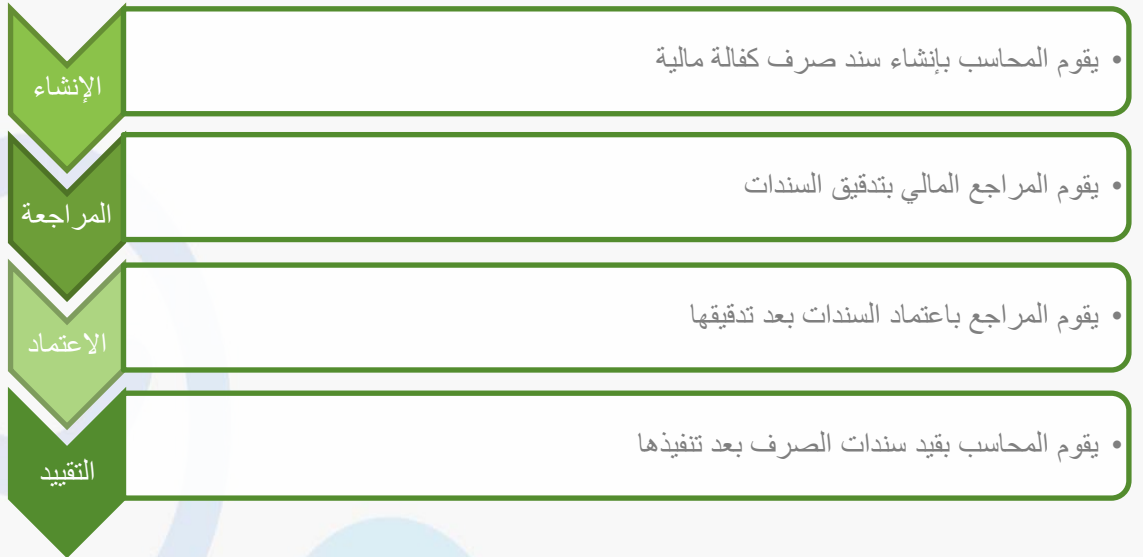 الإنشاء
• يقوم المحاسب بإنشاء سند صرف كفالة مالية
المراجعة
• يقوم المراجع المالي بتدقيق السندات
الاعتماد
• يقوم المراجع باعتماد السندات بعد تدقيقها
التقييد
• يقوم المحاسب بقيد سندات الصرف بعد تنفيذها